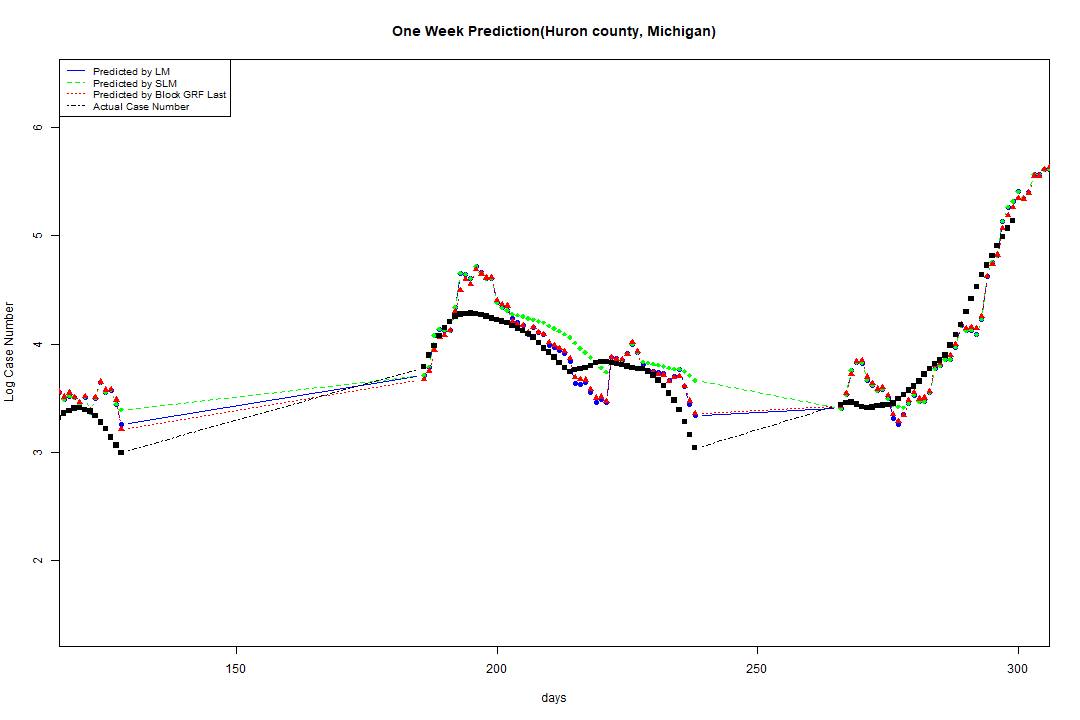 One Week Prediction(Huron county, Michigan)
Predicted by LM
Predicted by SLM
Predicted by Block GRF Last
Actual Case Number
Log Case Number
6
5
4
3
2
150
200
250
300
days